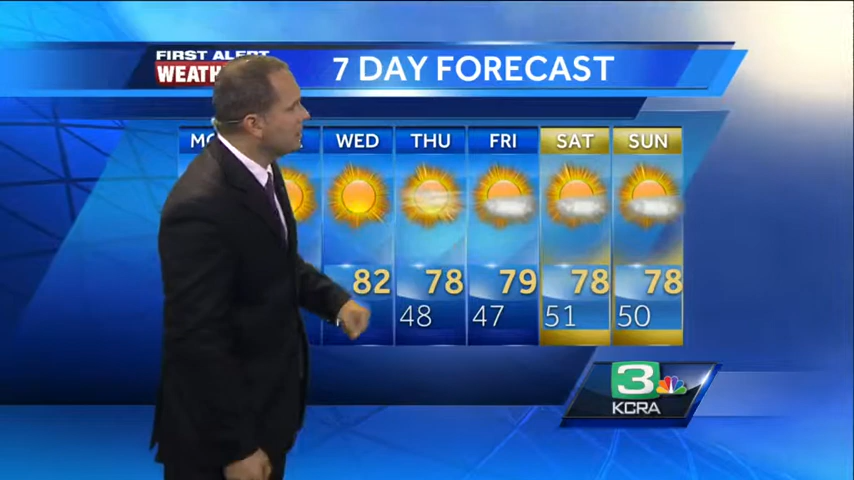 FIRST ALERT
7 DAY FORECAST
WED THU FRI SAT SUN
82 78 79 78 78
48 47 51 50
3
KCRA